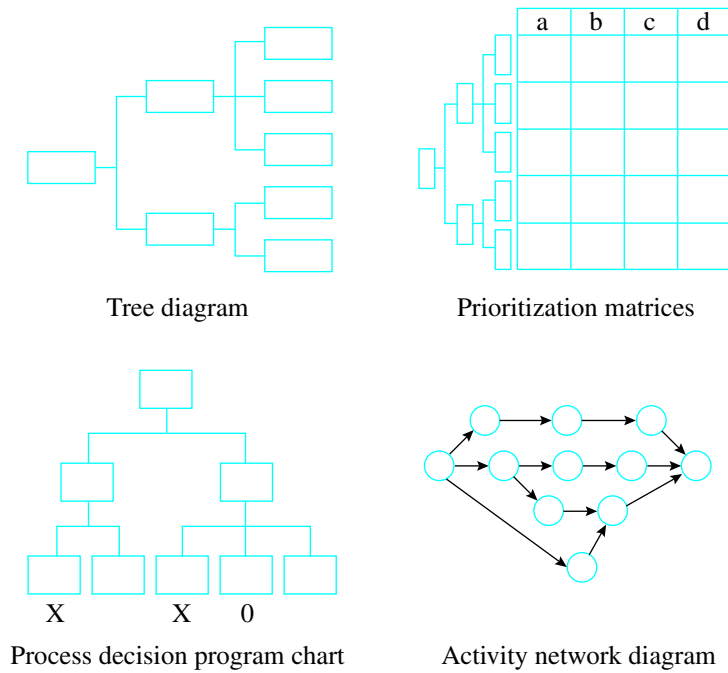 a b c d
Tree diagram
Prioritization matrices
X X 0
Process decision program chart
Activity network diagram